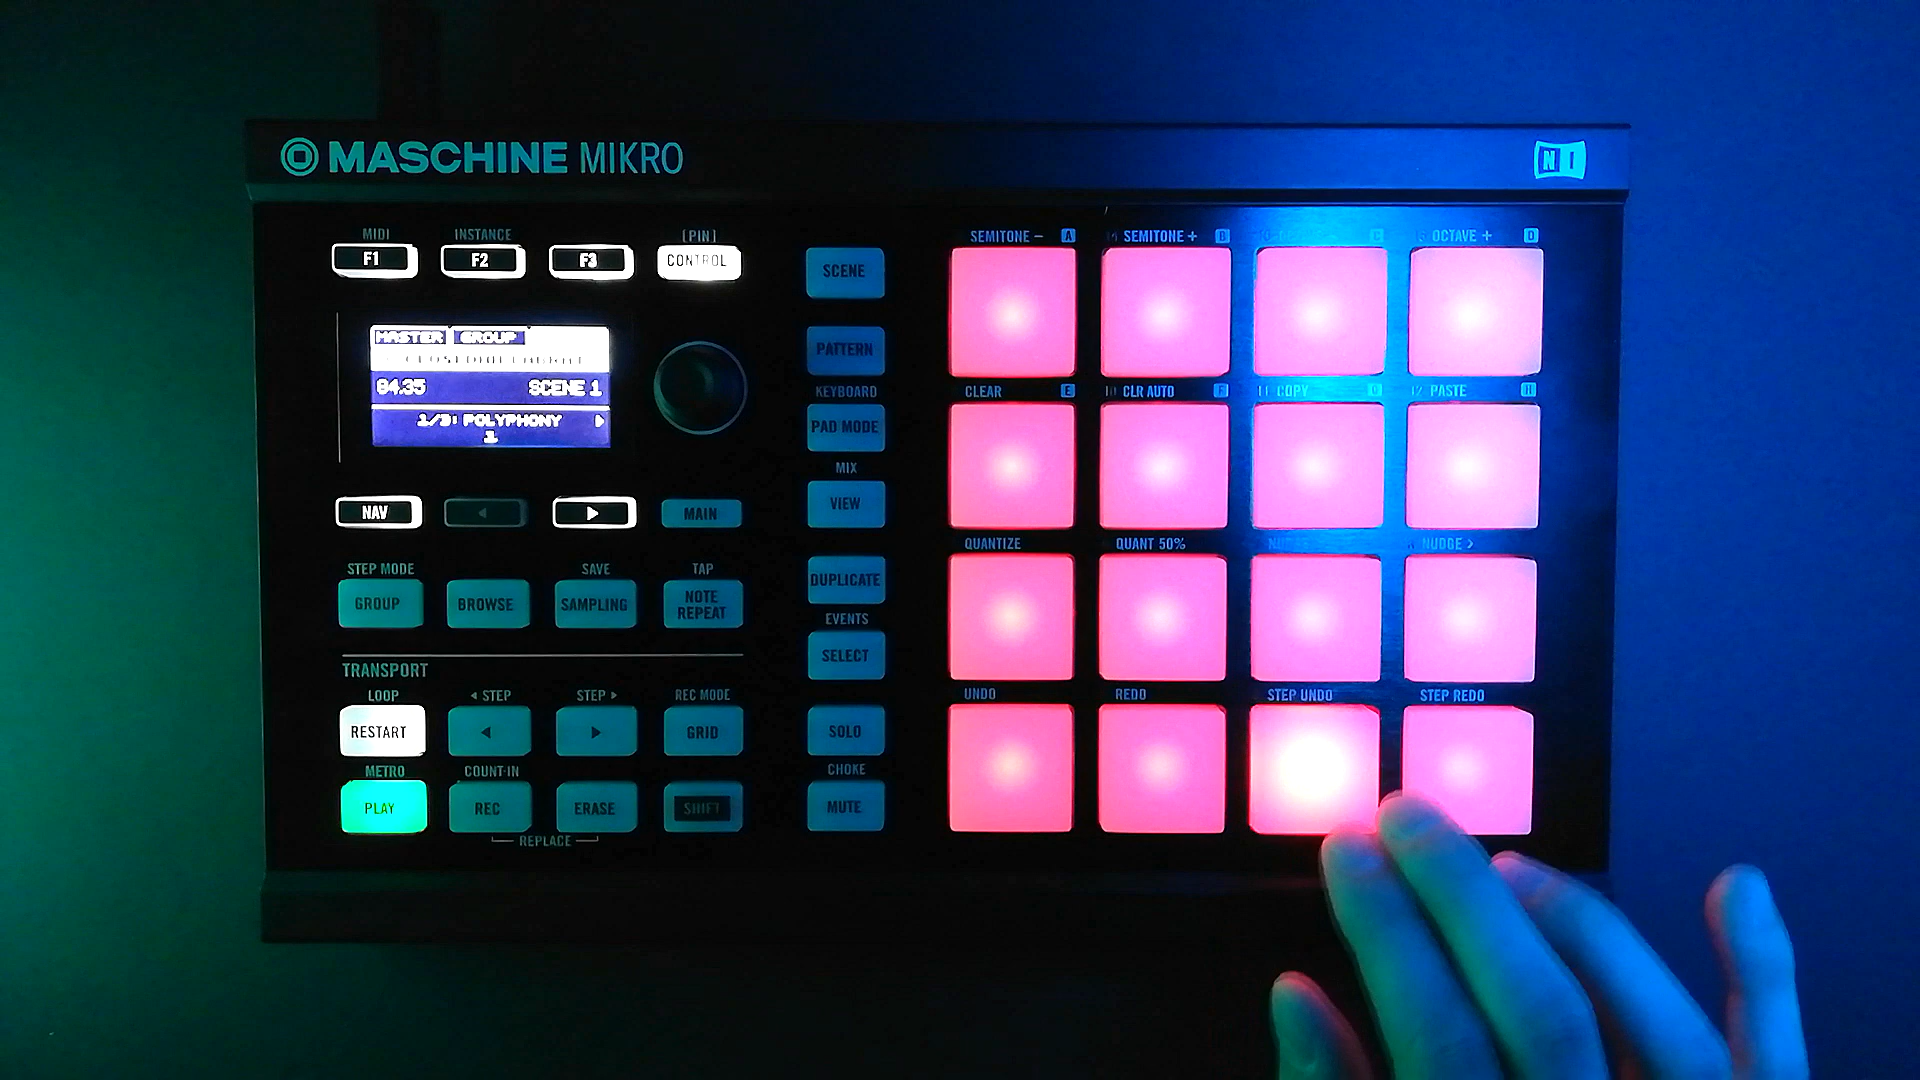 MASCHINE MIKRO
NI
MIDI
INSTANCE
[PIN]
F1
F2
F3
CONTROL
MASTER
GROUP
04.35
SCENE 1
1/3: POLYPHONY
1
NAV
MAIN
STEP MODE
SAVE
TAP
GROUP
BROWSE
SAMPLING
NOTE
REPEAT
TRANSPORT
LOOP
STEP
STEP
REC MODE
RESTART
GRID
METRO
COUNT-IN
PLAY
REC
ERASE
SHIFT
REPLACE
SCENE
PATTERN
KEYBOARD
PAD MODE
MIX
VIEW
DUPLICATE
EVENTS
SELECT
SOLO
CHOKE
MUTE
SEMITONE − A
SEMITONE + B
C
OCTAVE + D
CLEAR E
10 CLR AUTO F
11 COPY G
12 PASTE H
QUANTIZE
QUANT 50%
NUDGE >
UNDO
REDO
STEP UNDO
STEP REDO